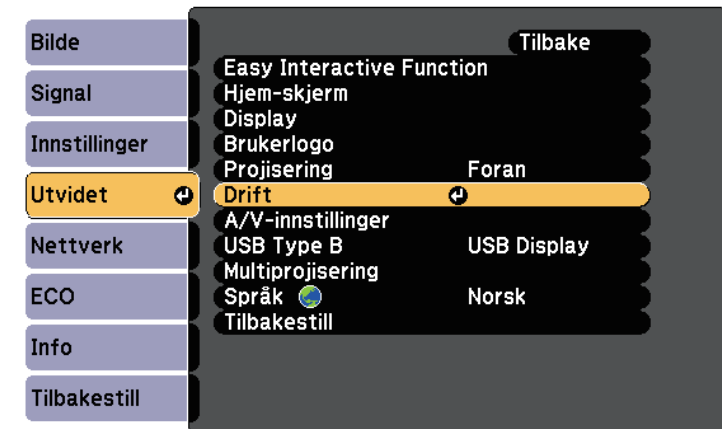 Bilde
Signal
Innstillinger
Utvidet
Nettverk
ECO
Info
Tilbakestill
Tilbake
Easy Interactive Function
Hjem-skjerm
Display
Brukerlogo
Projisering Foran
Drift
A/V-innstillinger
USB Type B USB Display
Multiprojisering
Språk Norsk
Tilbakestill